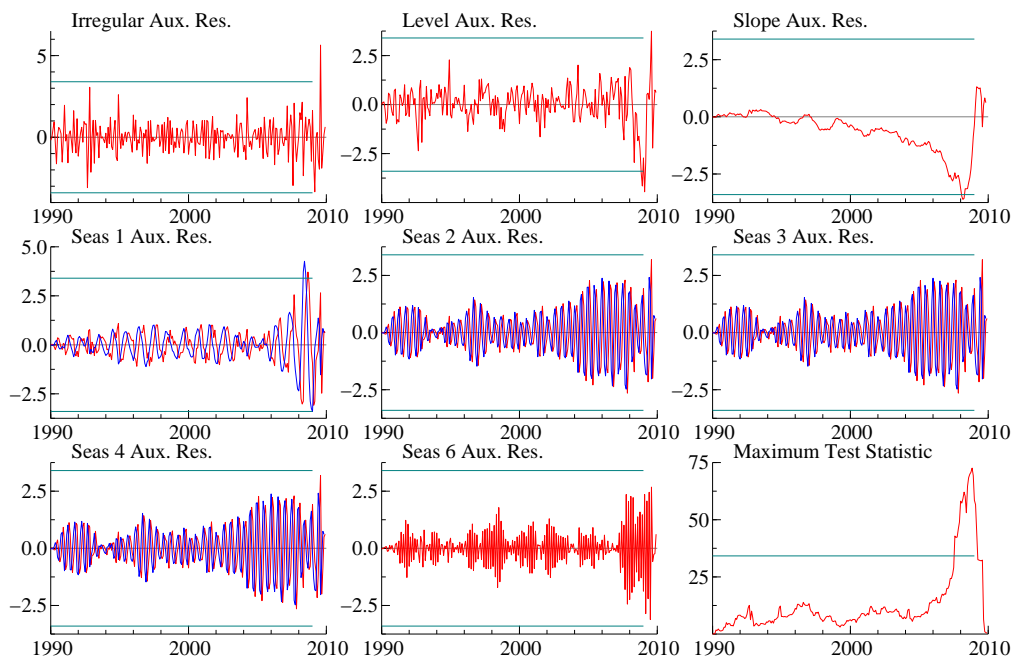 Irregular Aux. Res.
5
0
1990 2000 2010
Level Aux. Res.
2.5
0.0
−2.5
1990 2000 2010
Slope Aux. Res.
2.5
0.0
−2.5
1990 2000 2010
Seas 1 Aux. Res.
5.0
2.5
0.0
−2.5
1990 2000 2010
Seas 2 Aux. Res.
2.5
0.0
−2.5
1990 2000 2010
Seas 3 Aux. Res.
2.5
0.0
−2.5
1990 2000 2010
Seas 4 Aux. Res.
2.5
0.0
−2.5
1990 2000 2010
Seas 6 Aux. Res.
2.5
0.0
−2.5
1990 2000 2010
Maximum Test Statistic
75
50
25
1990 2000 2010